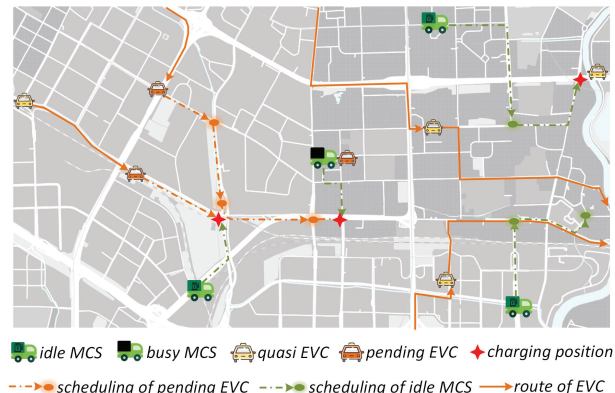 idle MCS busy MCS quasi EVC pending EVC charging position
scheduling of pending EVC scheduling of idle MCS route of EVC